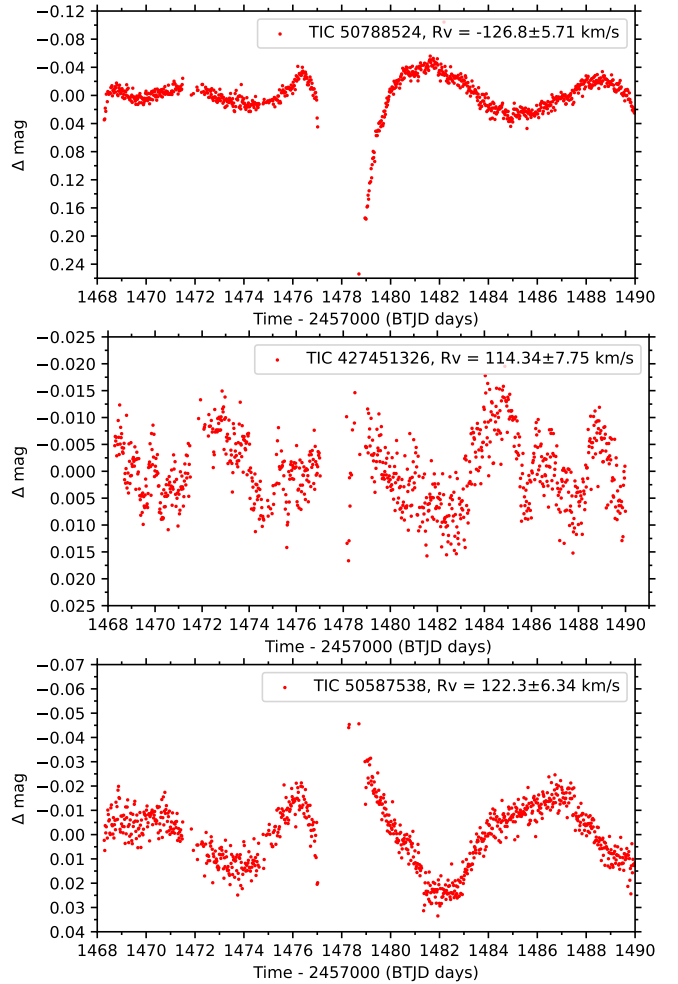 −0.12
−0.04
0.00
0.04
0.08
0.12
0.16
0.20
0.24
Δ mag
TIC 50788524, Rv = -126.8±5.71 km/s
1468 1470 1472 1474 1476 1478 1480 1482 1484 1486 1488 1490
Time - 2457000 (BTJD days)
−0.025
−0.020
−0.015
−0.010
−0.005
0.000
0.005
0.010
0.015
0.020
0.025
Δ mag
TIC 427451326, Rv = 114.34±7.75 km/s
1468 1470 1472 1474 1476 1478 1480 1482 1484 1486 1488 1490
Time - 2457000 (BTJD days)
−0.07
−0.06
−0.05
−0.04
−0.03
−0.02
−0.01
0.00
0.01
0.02
0.03
0.04
Δ mag
TIC 50587538, Rv = 122.3±6.34 km/s
1468 1470 1472 1474 1476 1478 1480 1482 1484 1486 1488 1490
Time - 2457000 (BTJD days)